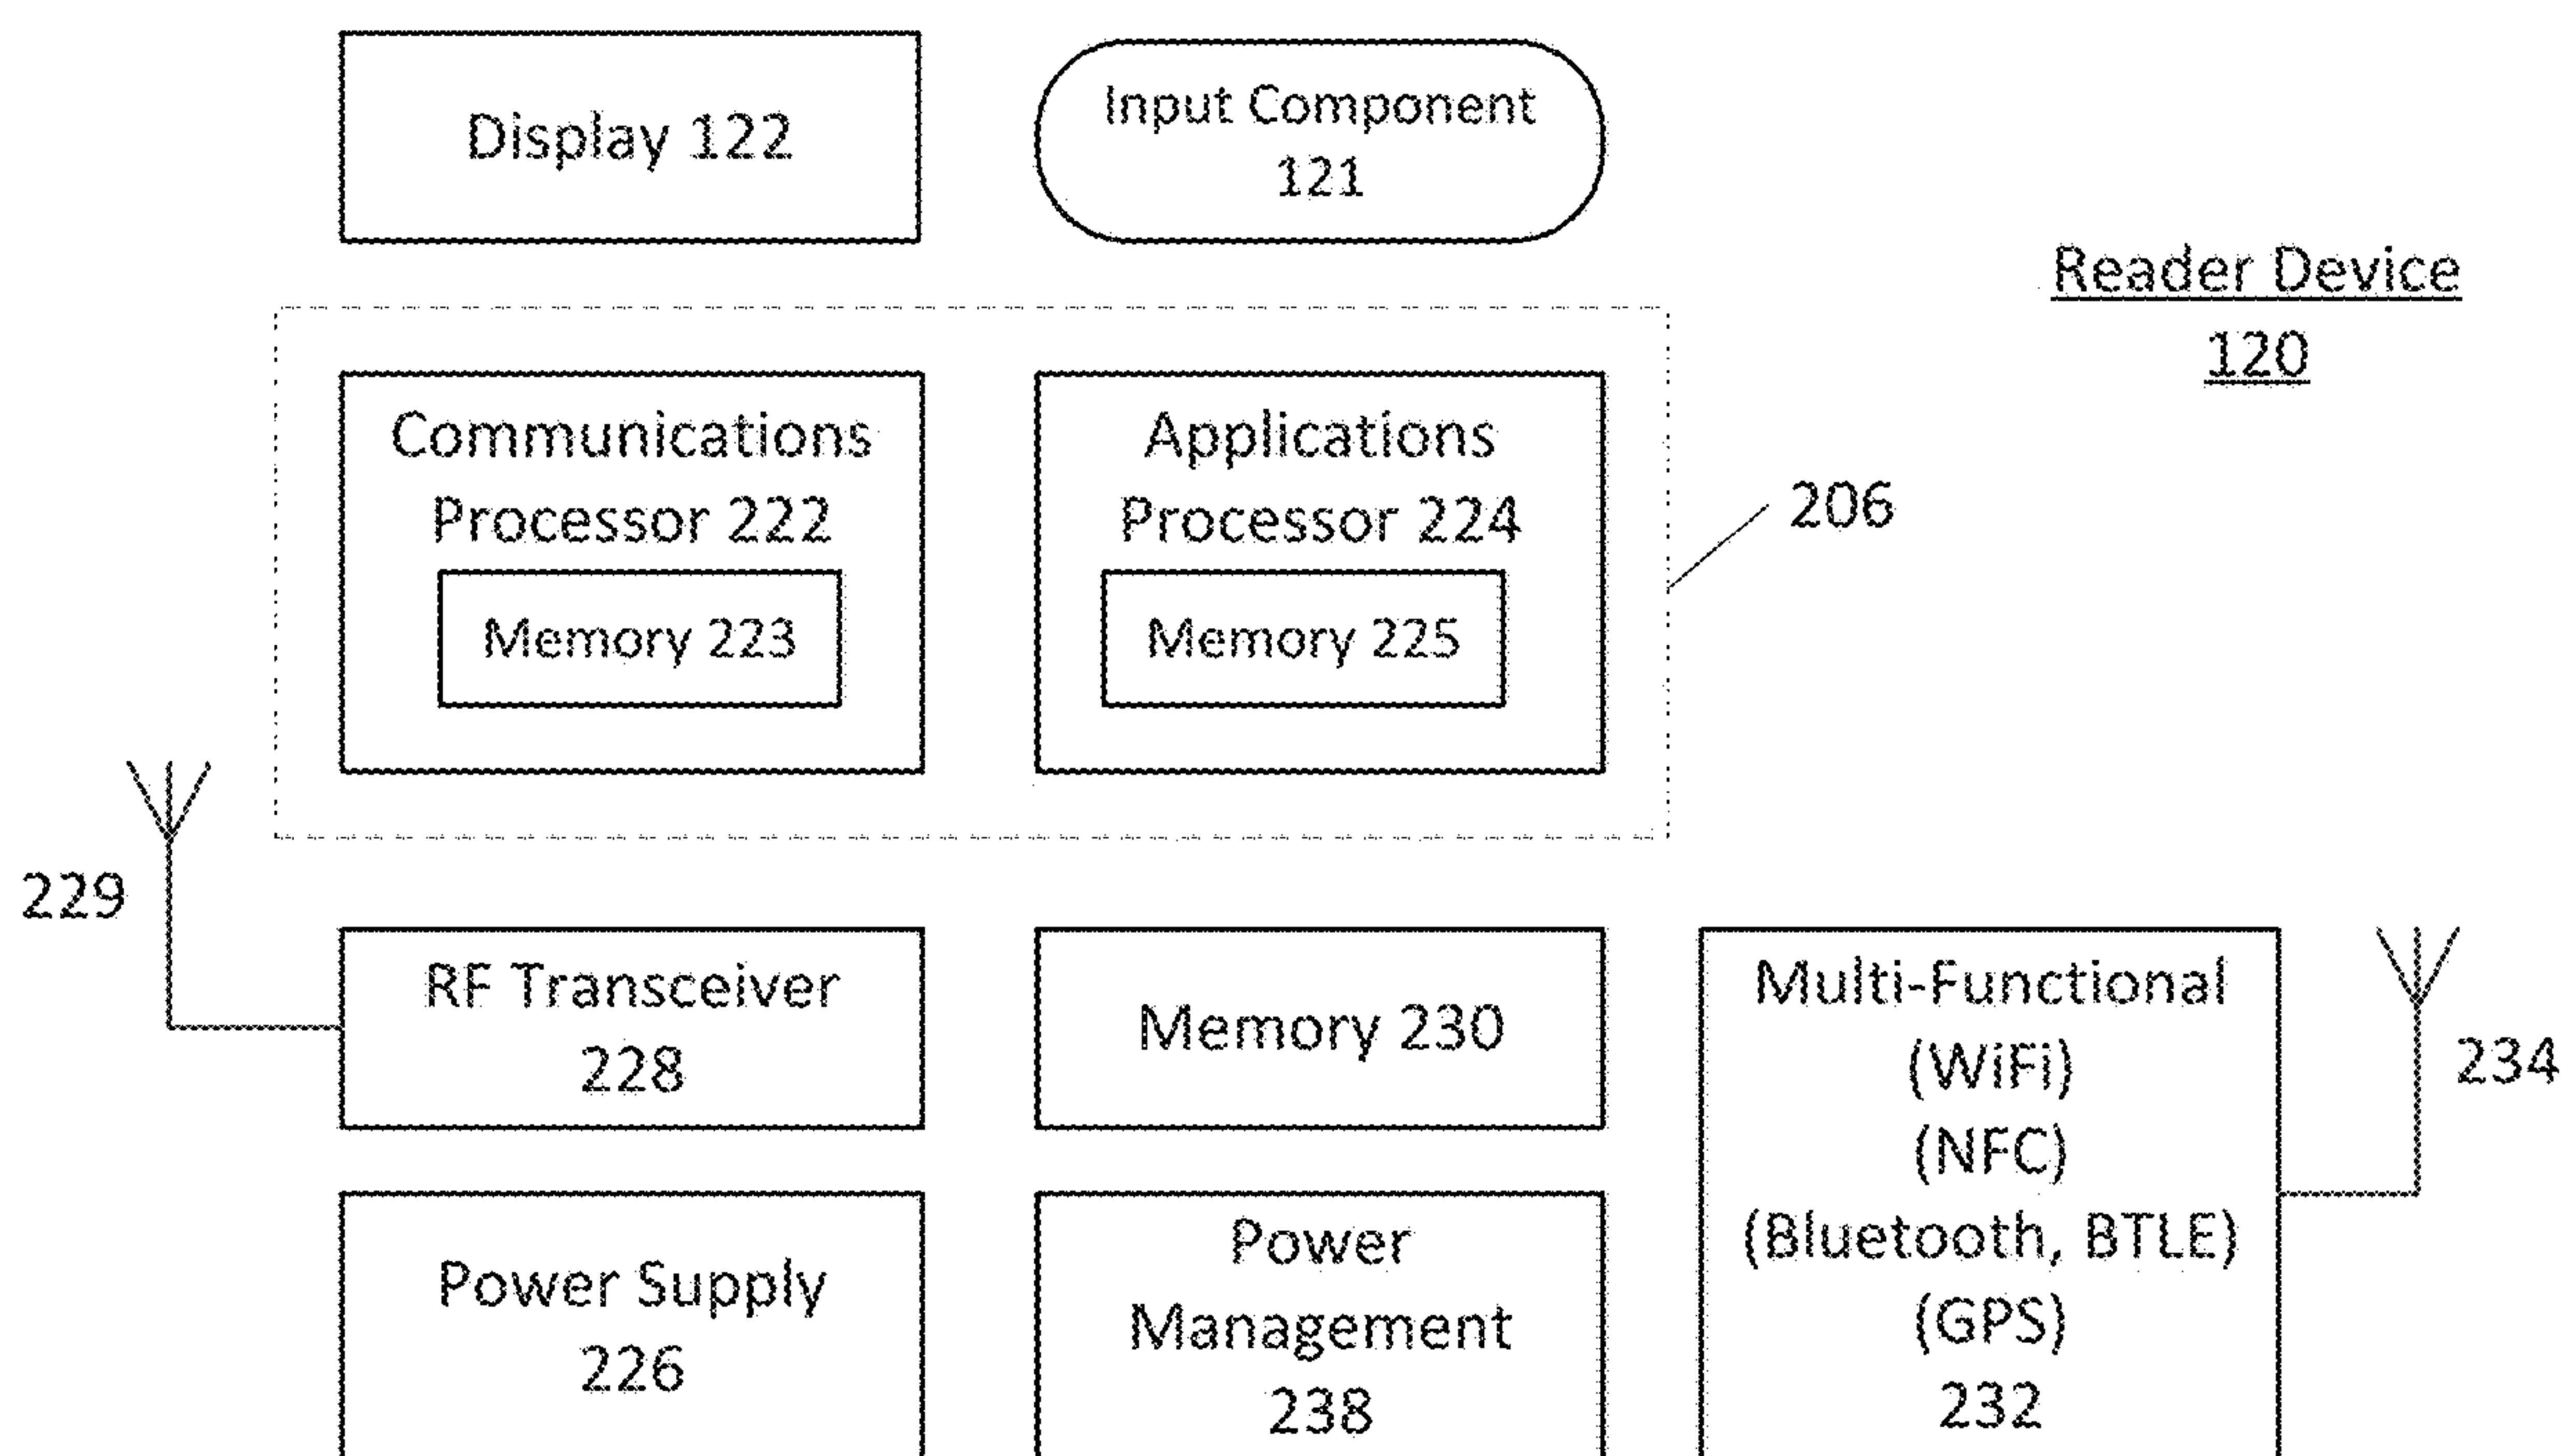 Display 122
Input Component
121
Reader Device
120
Communications
Processor 222
Memory 223
Applications
Processor 224
Memory 225
206
229
RF Transceiver
228
Memory 230
Multi-Functional
(WiFi)
(NFC)
(Bluetooth, BTLE)
(GPS)
232
234
Power Supply
226
Power
Management
238